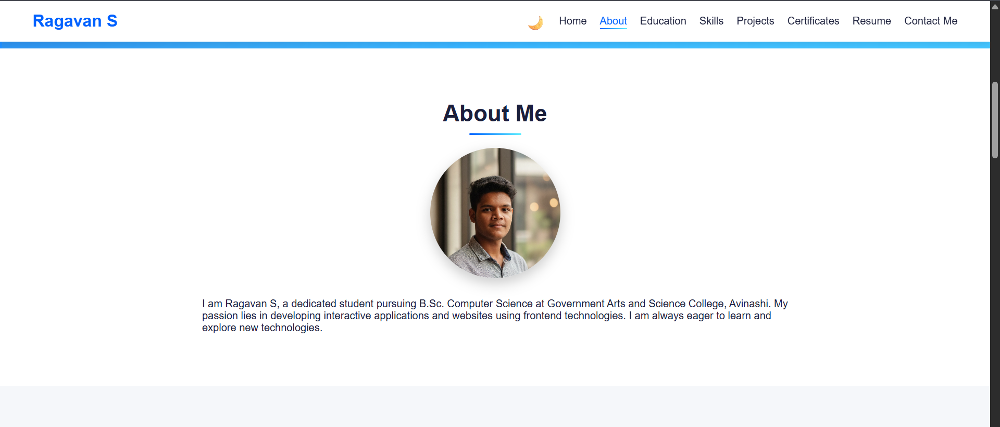 Ragavan S
🌙 Home About Education Skills Projects Certificates Resume Contact Me
About Me
I am Ragavan S, a dedicated student pursuing B.Sc. Computer Science at Government Arts and Science College, Avinashi. My
passion lies in developing interactive applications and websites using frontend technologies. I am always eager to learn and
explore new technologies.